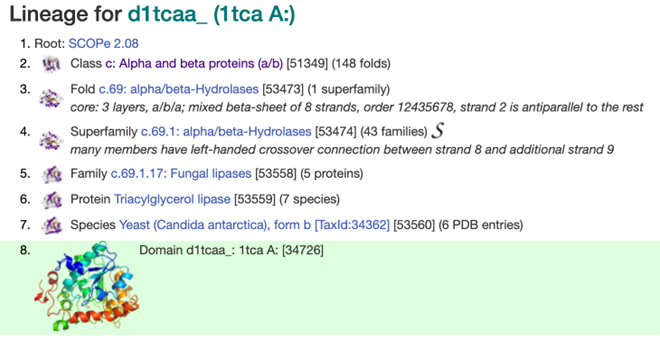 Lineage for d1tcaa_ (1tca A:)
1. Root: SCOPe 2.08
2. Class c: Alpha and beta proteins (a/b) [51349] (148 folds)
3. Fold c.69: alpha/beta-Hydrolases [53473] (1 superfamily)
core: 3 layers, a/b/a; mixed beta-sheet of 8 strands, order 12435678, strand 2 is antiparallel to the rest
4. Superfamily c.69.1: alpha/beta-Hydrolases [53474] (43 families) S
many members have left-handed crossover connection between strand 8 and additional strand 9
5. Family c.69.1.17: Fungal lipases [53558] (5 proteins)
6. Protein Triacylglycerol lipase [53559] (7 species)
7. Species Yeast (Candida antarctica), form b [TaxId:34362] [53560] (6 PDB entries)
8. Domain d1tcaa_: 1tca A: [34726]